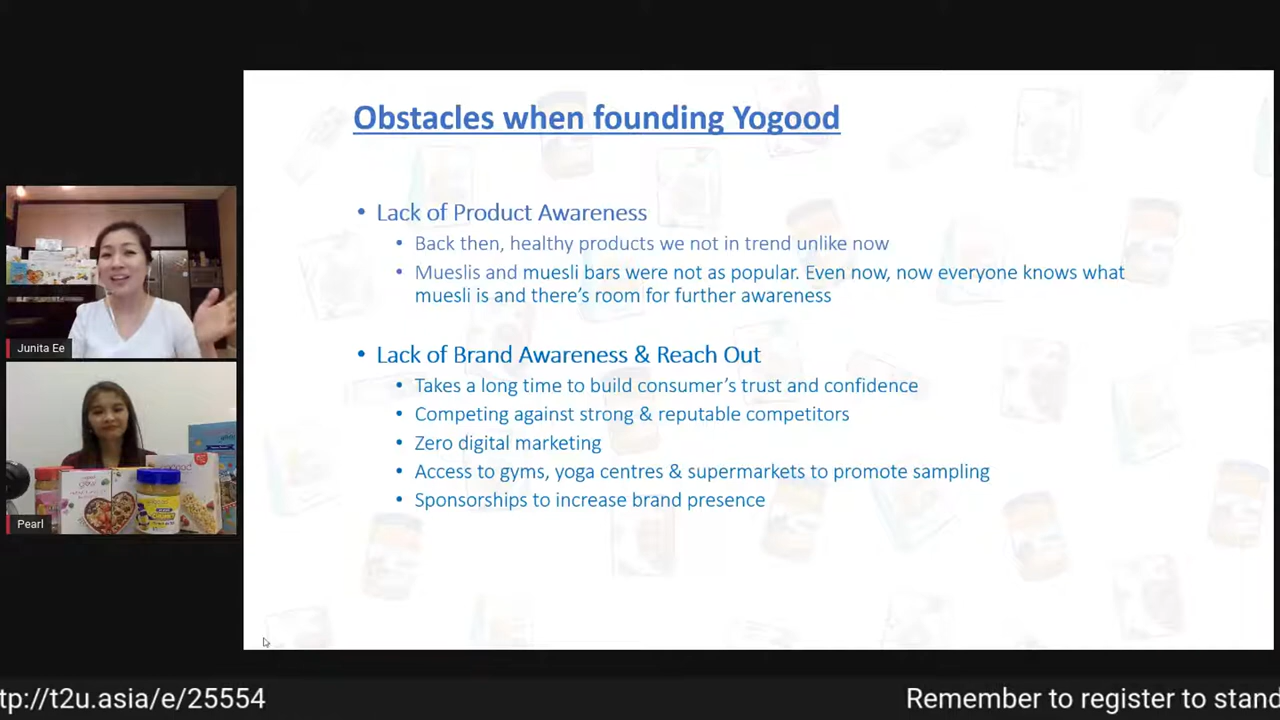 Obstacles when founding Yogood
• Lack of Product Awareness
• Back then, healthy products we not in trend unlike now
• Mueslis and muesli bars were not as popular. Even now, now everyone knows what
muesli is and there's room for further awareness
• Lack of Brand Awareness & Reach Out
• Takes a long time to build consumer's trust and confidence
• Competing against strong & reputable competitors
• Zero digital marketing
• Access to gyms, yoga centres & supermarkets to promote sampling
• Sponsorships to increase brand presence
Junita Ee
Pearl
tp://t2u.asia/e/25554
Remember to register to stand